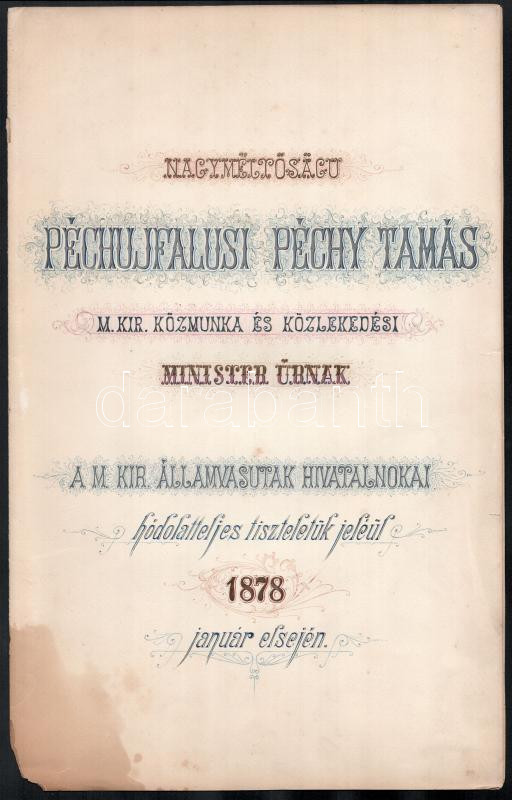 NAGYMÉLTÓSÁGU
PÉCHUJFALUSI PÉCHY TAMÁS
M. KIR. KÖZMUNKA ÉS KÖZLEKEDÉSI
MINISTER ÚRNAK
darabanth
A M. KIR. ÁLLAMVASUTAK HIVATALNOKAI
hódolatteljes tiszteletük jeléül
1878
január elsején.